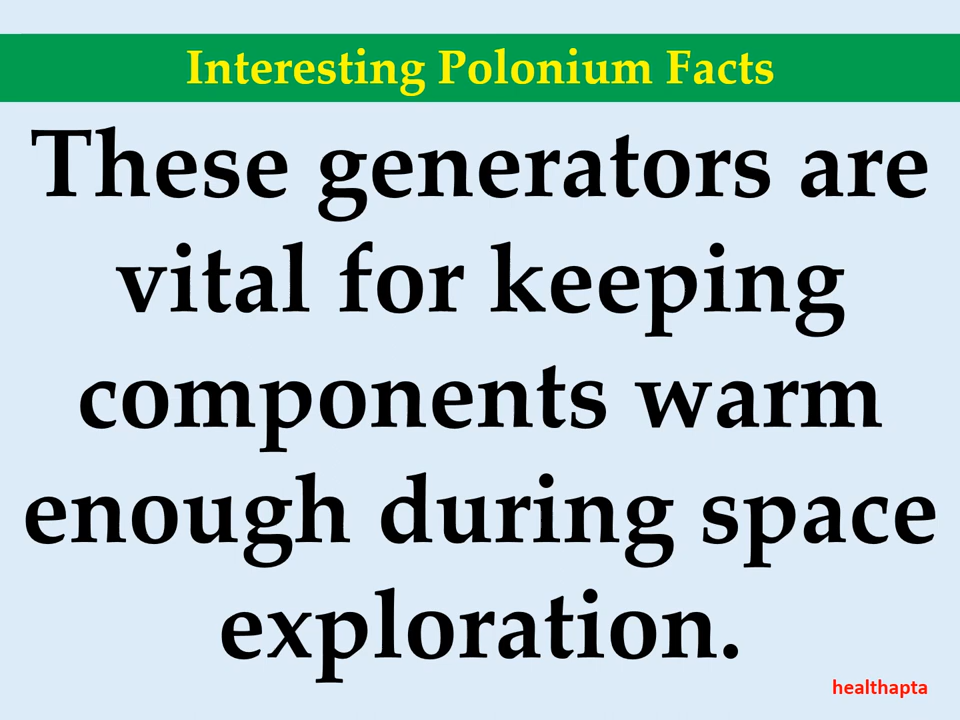 Interesting Polonium Facts
These generators are
vital for keeping
components warm
enough during space
exploration.
healthapta